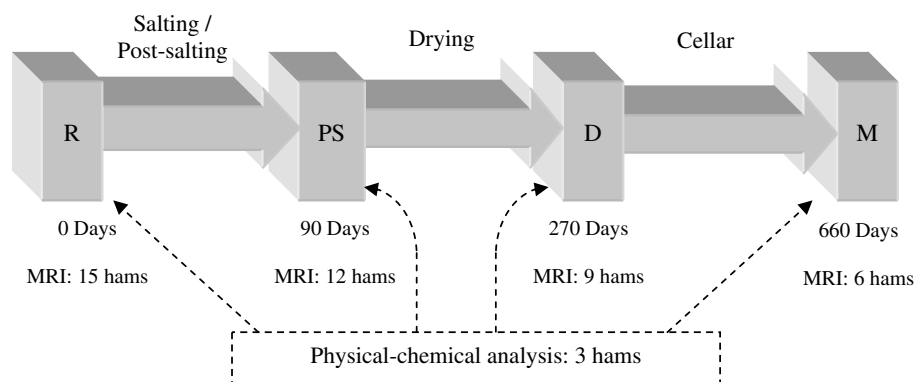 Salting /
Post-salting
Drying
Cellar
R
PS
D
M
0 Days
90 Days
270 Days
660 Days
MRI: 15 hams
MRI: 12 hams
MRI: 9 hams
MRI: 6 hams
Physical-chemical analysis: 3 hams